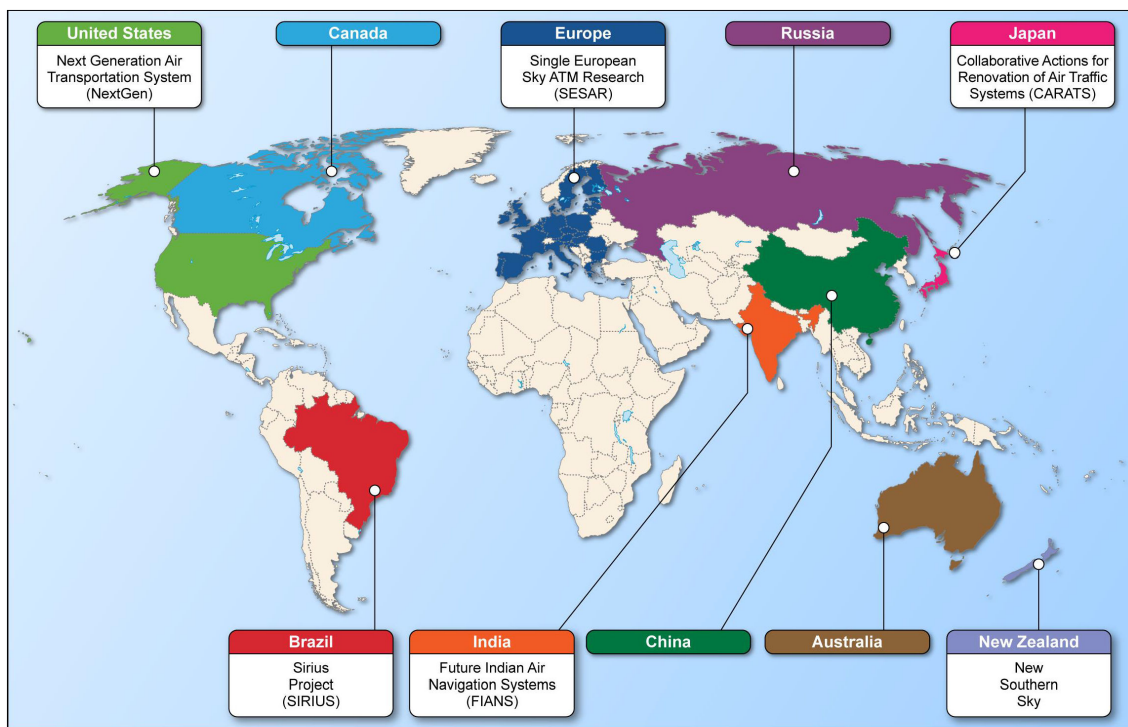 United States
Next Generation Air
Transportation System
(NextGen)
Canada
Europe
Single European
Sky ATM Research
(SESAR)
Russia
Japan
Collaborative Actions for
Renovation of Air Traffic
Systems (CARATS)
Brazil
Sirius
Project
(SIRIUS)
India
Future Indian Air
Navigation Systems
(FIANS)
China
Australia
New Zealand
New
Southern
Sky